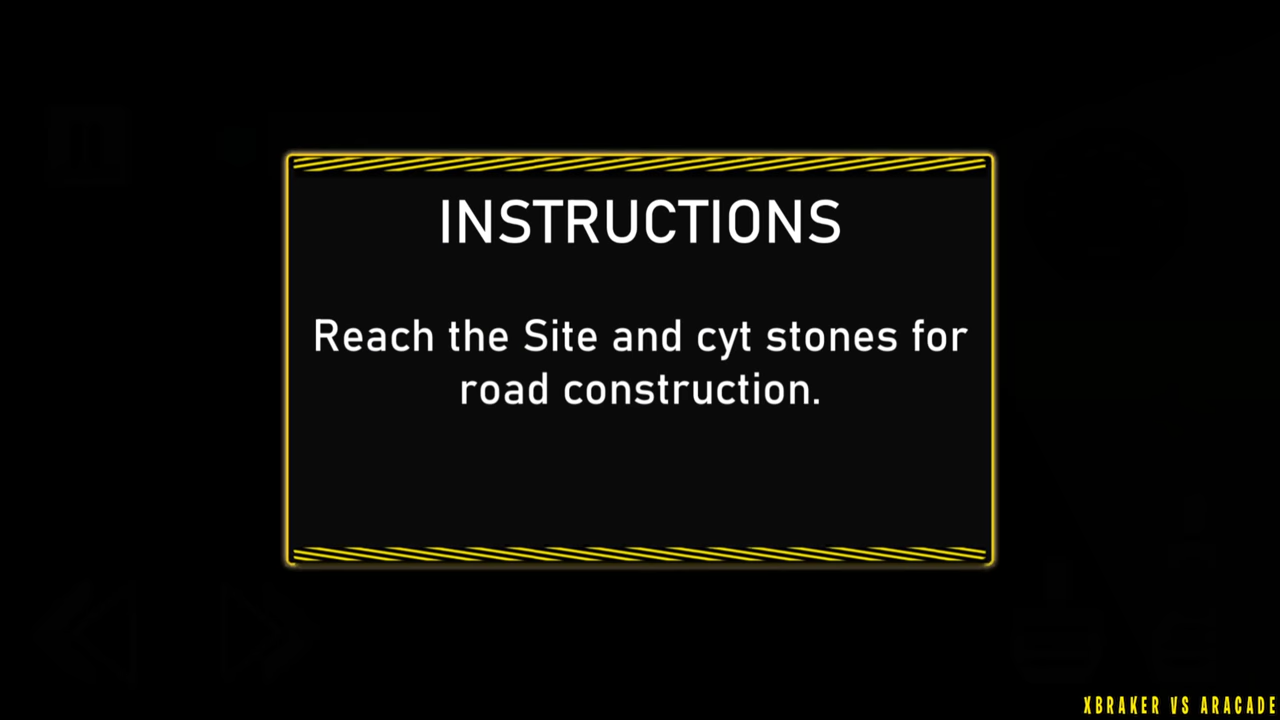 INSTRUCTIONS
Reach the Site and cyt stones for
road construction.
XBRAKER VS ARACADE